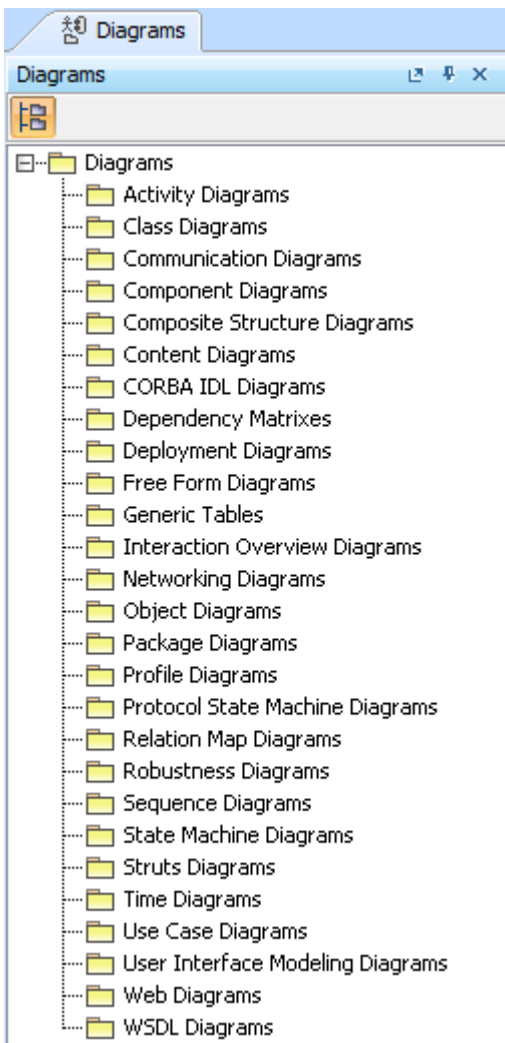 Diagrams
Diagrams
Diagrams
Activity Diagrams
Class Diagrams
Communication Diagrams
Component Diagrams
Composite Structure Diagrams
Content Diagrams
CORBA IDL Diagrams
Dependency Matrixes
Deployment Diagrams
Free Form Diagrams
Generic Tables
Interaction Overview Diagrams
Networking Diagrams
Object Diagrams
Package Diagrams
Profile Diagrams
Protocol State Machine Diagrams
Relation Map Diagrams
Robustness Diagrams
Sequence Diagrams
State Machine Diagrams
Struts Diagrams
Time Diagrams
Use Case Diagrams
User Interface Modeling Diagrams
Web Diagrams
WSDL Diagrams